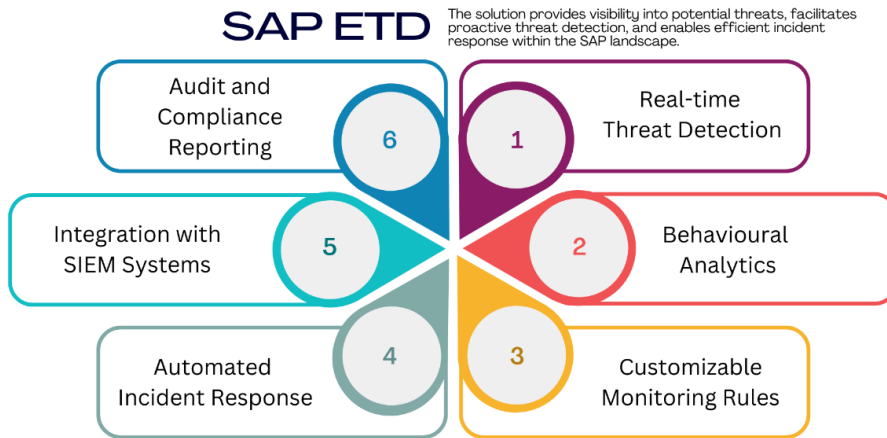 SAP ETD
The solution provides visibility into potential threats, facilitates
proactive threat detection, and enables efficient incident
response within the SAP landscape.
1
Real-time
Threat Detection
2
Behavioural
Analytics
3
Customizable
Monitoring Rules
4
Automated
Incident Response
5
Integration with
SIEM Systems
6
Audit and
Compliance
Reporting